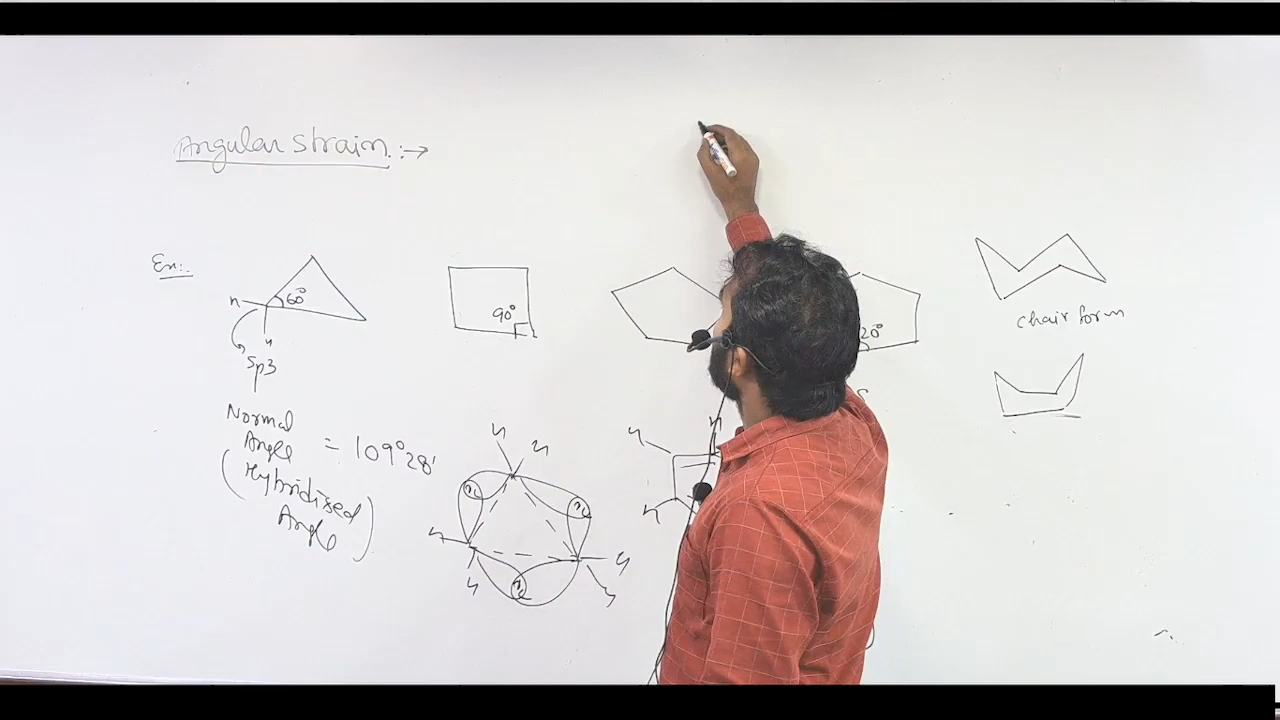 Angular strain :→
Ex:
60°
H
H
sp3
90°
20°
chair form
Normal
Angle = 109°28'
(Hybridised
Angle)
H
H
H
H
H
H
H
H
H